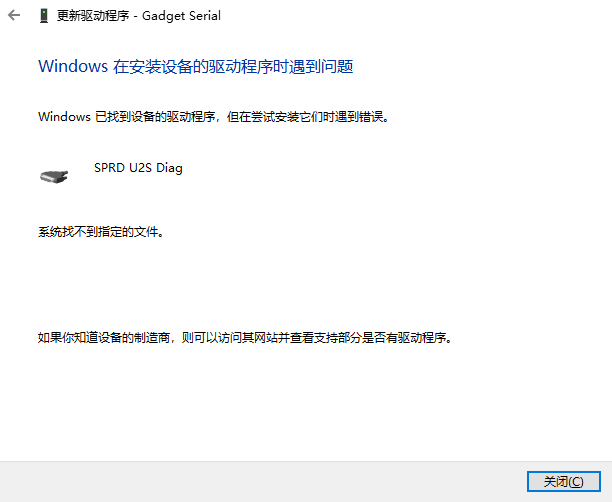 更新驱动程序 - Gadget Serial
Windows 在安装设备的驱动程序时遇到问题
Windows 已找到设备的驱动程序，但在尝试安装它们时遇到错误。
SPRD U2S Diag
系统找不到指定的文件。
如果你知道设备的制造商，则可以访问其网站并查看支持部分是否有驱动程序。
关闭(C)